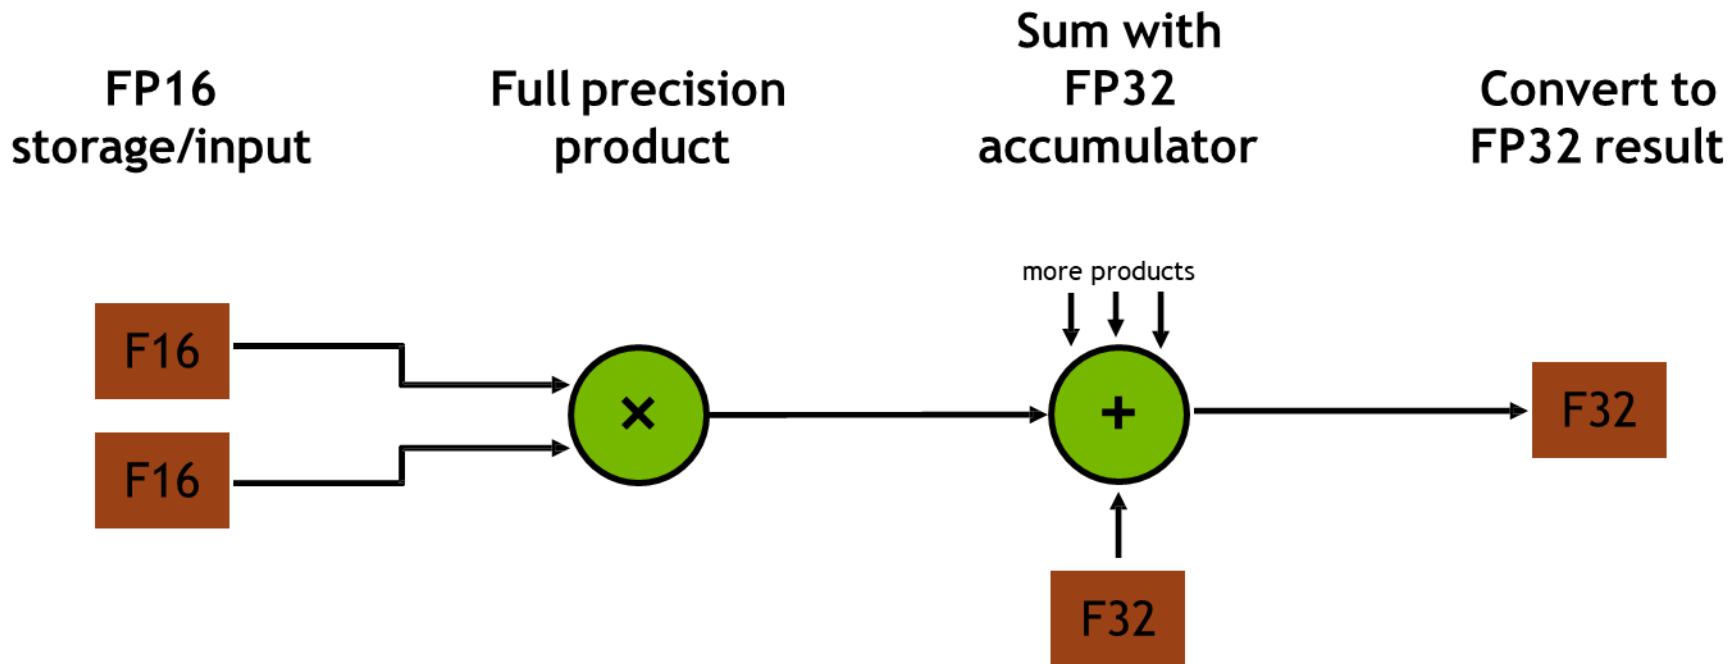 FP16
storage/input
Full precision
product
Sum with
FP32
accumulator
Convert to
FP32 result
more products
F16
F16
×
+
F32
F32